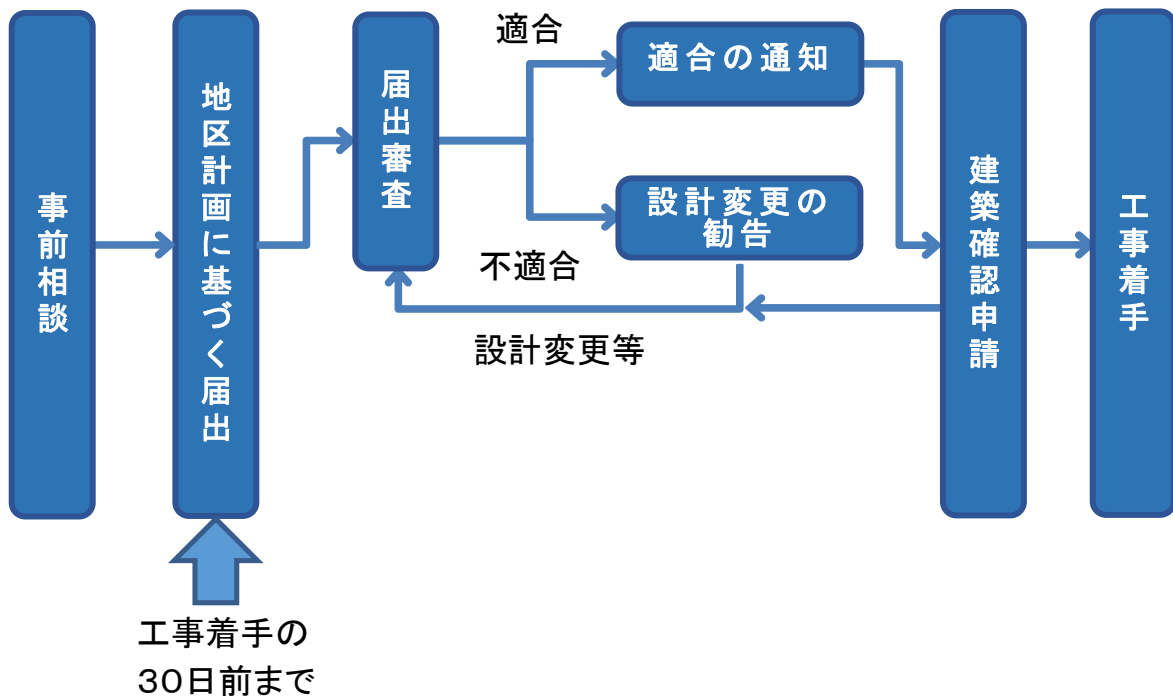 事前相談
地区計画に基づく届出
工事着手の
30日前まで
届出審査
適合
適合の通知
不適合
設計変更の
勧告
設計変更等
建築確認申請
工事着手